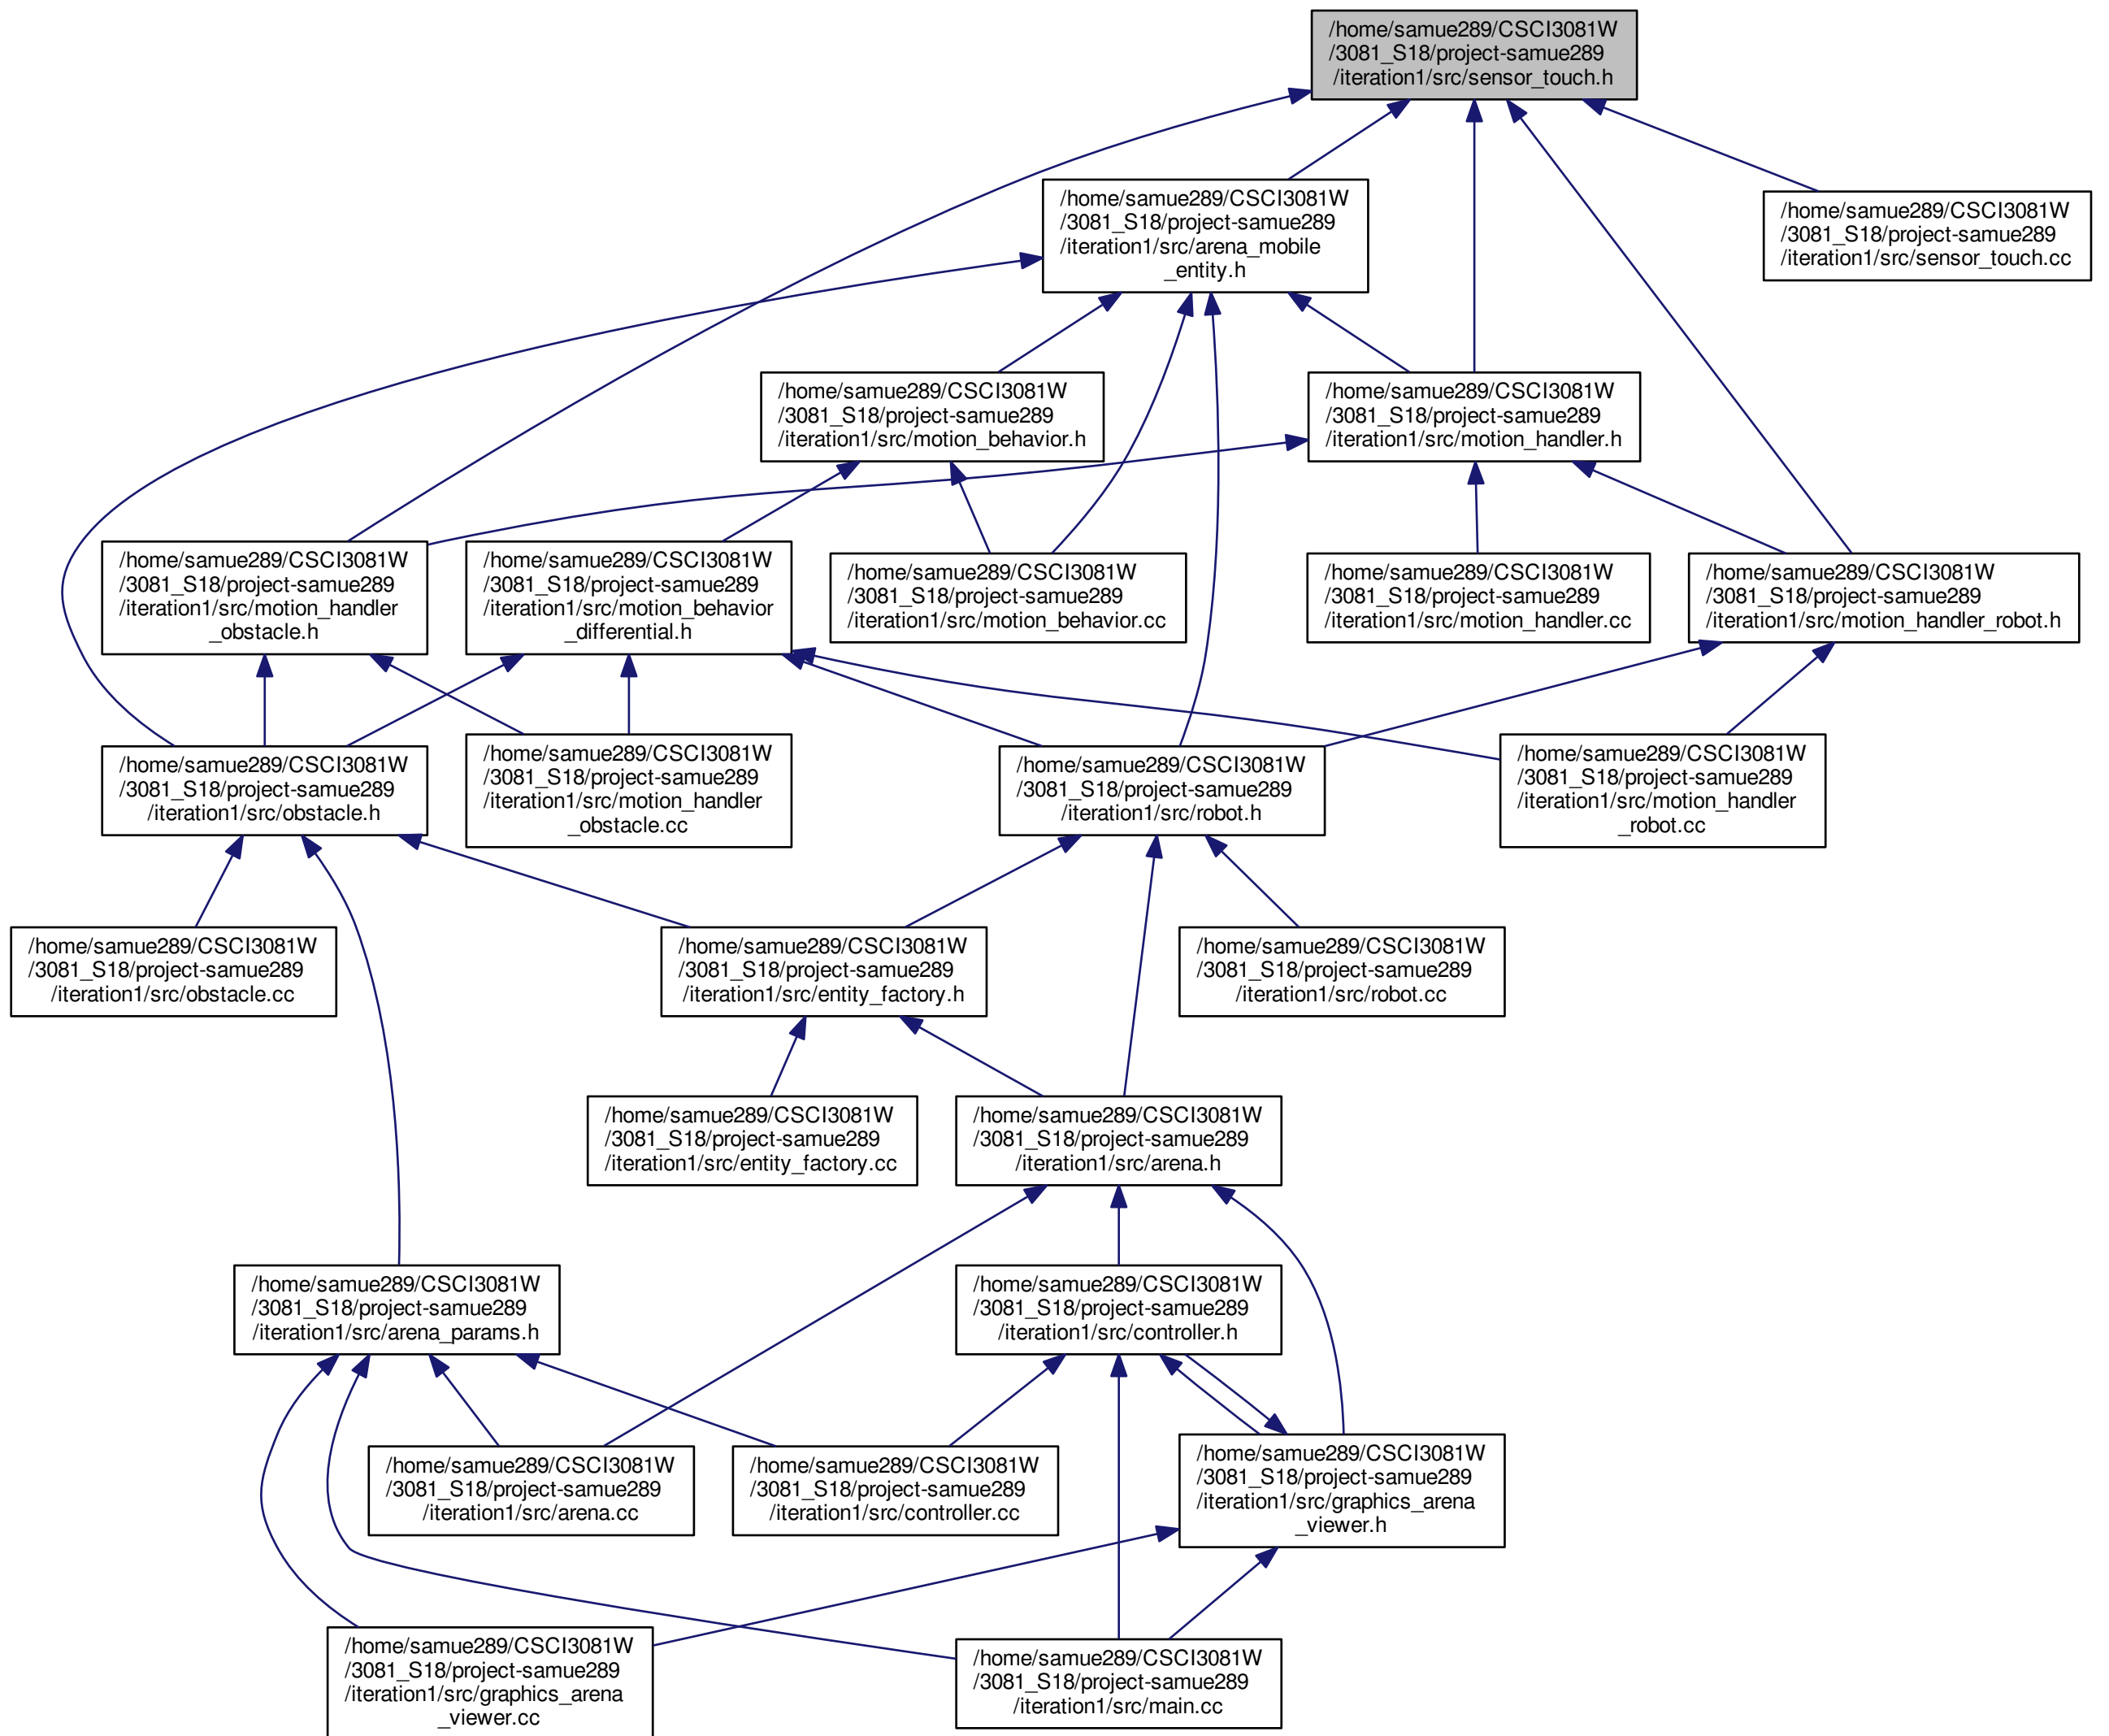 /home/samue289/CSCI3081W
/3081_S18/project-samue289
/iteration1/src/sensor_touch.h
/home/samue289/CSCI3081W
/3081_S18/project-samue289
/iteration1/src/arena_mobile
_entity.h
/home/samue289/CSCI3081W
/3081_S18/project-samue289
/iteration1/src/sensor_touch.cc
/home/samue289/CSCI3081W
/3081_S18/project-samue289
/iteration1/src/motion_behavior.h
/home/samue289/CSCI3081W
/3081_S18/project-samue289
/iteration1/src/motion_handler.h
/home/samue289/CSCI3081W
/3081_S18/project-samue289
/iteration1/src/motion_handler
_obstacle.h
/home/samue289/CSCI3081W
/3081_S18/project-samue289
/iteration1/src/motion_behavior
_differential.h
/home/samue289/CSCI3081W
/3081_S18/project-samue289
/iteration1/src/motion_behavior.cc
/home/samue289/CSCI3081W
/3081_S18/project-samue289
/iteration1/src/motion_handler.cc
/home/samue289/CSCI3081W
/3081_S18/project-samue289
/iteration1/src/motion_handler_robot.h
/home/samue289/CSCI3081W
/3081_S18/project-samue289
/iteration1/src/obstacle.h
/home/samue289/CSCI3081W
/3081_S18/project-samue289
/iteration1/src/motion_handler
_obstacle.cc
/home/samue289/CSCI3081W
/3081_S18/project-samue289
/iteration1/src/robot.h
/home/samue289/CSCI3081W
/3081_S18/project-samue289
/iteration1/src/motion_handler
_robot.cc
/home/samue289/CSCI3081W
/3081_S18/project-samue289
/iteration1/src/obstacle.cc
/home/samue289/CSCI3081W
/3081_S18/project-samue289
/iteration1/src/entity_factory.h
/home/samue289/CSCI3081W
/3081_S18/project-samue289
/iteration1/src/robot.cc
/home/samue289/CSCI3081W
/3081_S18/project-samue289
/iteration1/src/entity_factory.cc
/home/samue289/CSCI3081W
/3081_S18/project-samue289
/iteration1/src/arena.h
/home/samue289/CSCI3081W
/3081_S18/project-samue289
/iteration1/src/arena_params.h
/home/samue289/CSCI3081W
/3081_S18/project-samue289
/iteration1/src/controller.h
/home/samue289/CSCI3081W
/3081_S18/project-samue289
/iteration1/src/arena.cc
/home/samue289/CSCI3081W
/3081_S18/project-samue289
/iteration1/src/controller.cc
/home/samue289/CSCI3081W
/3081_S18/project-samue289
/iteration1/src/graphics_arena
_viewer.h
/home/samue289/CSCI3081W
/3081_S18/project-samue289
/iteration1/src/graphics_arena
_viewer.cc
/home/samue289/CSCI3081W
/3081_S18/project-samue289
/iteration1/src/main.cc